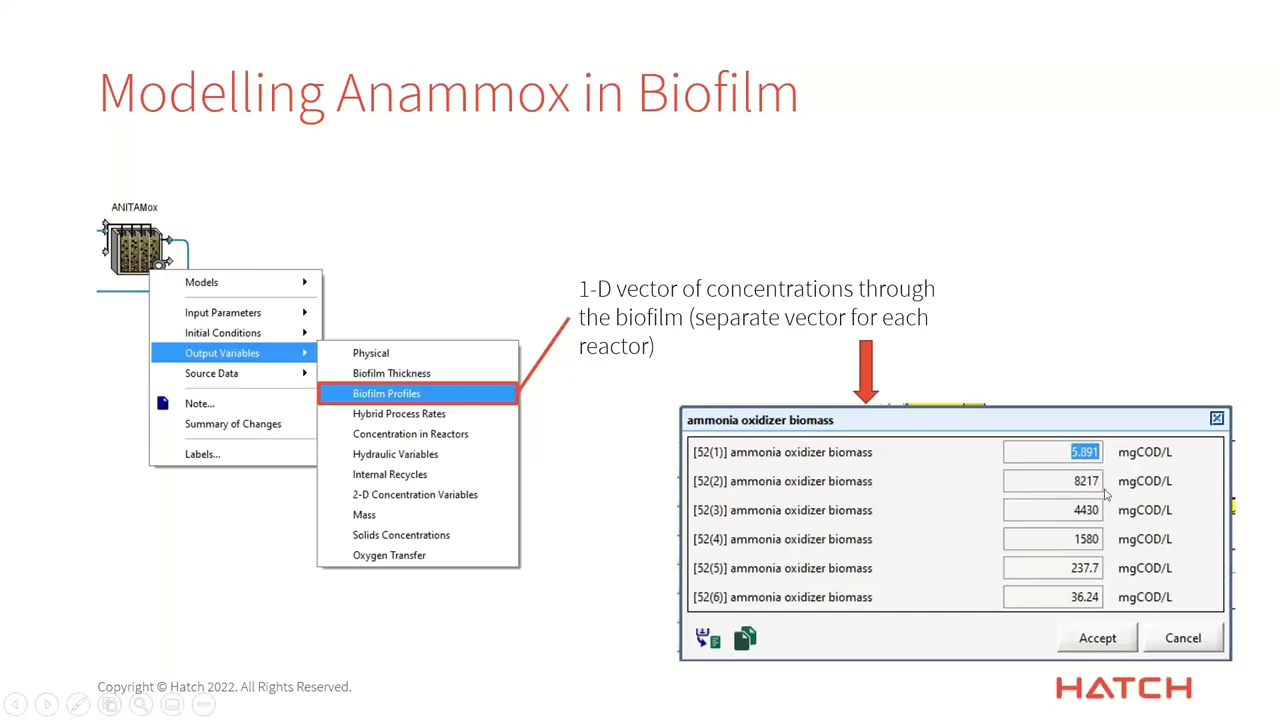 Modelling Anammox in Biofilm
ANITAMox
Models
Input Parameters
Initial Conditions
Output Variables
Source Data
Note...
Summary of Changes
Labels...
Physical
Biofilm Thickness
Biofilm Profiles
Hybrid Process Rates
Concentration in Reactors
Hydraulic Variables
Internal Recycles
2-D Concentration Variables
Mass
Solids Concentrations
Oxygen Transfer
1-D vector of concentrations through
the biofilm (separate vector for each
reactor)
ammonia oxidizer biomass
[52(1)] ammonia oxidizer biomass 5.891 mgCOD/L
[52(2)] ammonia oxidizer biomass 8217 mgCOD/L
[52(3)] ammonia oxidizer biomass 4430 mgCOD/L
[52(4)] ammonia oxidizer biomass 1580 mgCOD/L
[52(5)] ammonia oxidizer biomass 237.7 mgCOD/L
[52(6)] ammonia oxidizer biomass 36.24 mgCOD/L
Accept Cancel
Copyright © Hatch 2022. All Rights Reserved.
HATCH